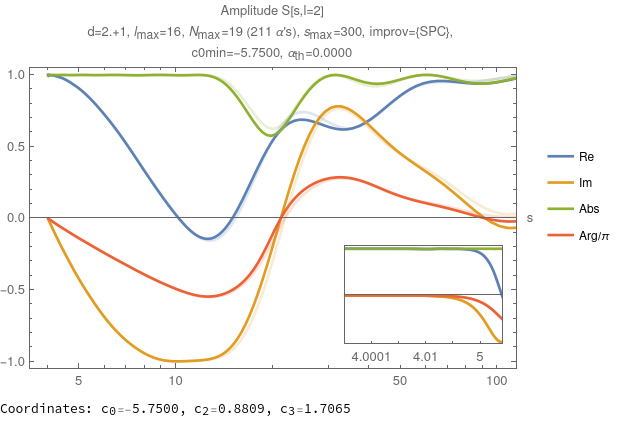 Amplitude S[s,l=2]
d=2.+1, lmax=16, Nmax=19 (211 α's), smax=300, improv={SPC},
c0min=−5.7500, αth=0.0000
1.0
0.5
0.0
−0.5
−1.0
s
Re
Im
Abs
Arg/π
4.0001 4.01 5
5 10 50 100
Coordinates: c0=-5.7500, c2=0.8809, c3=1.7065